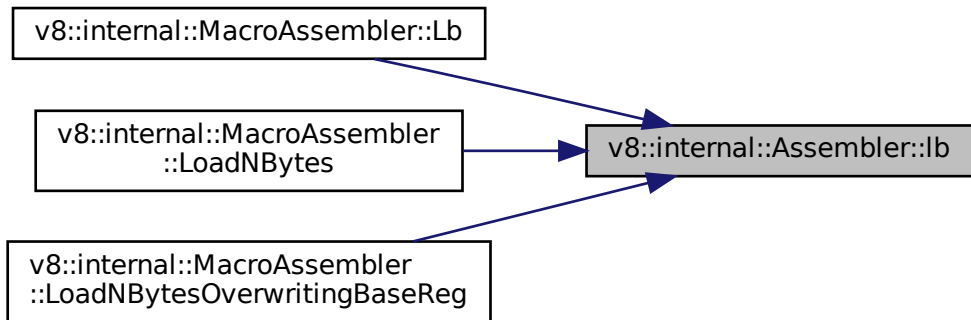 v8::internal::MacroAssembler::Lb
v8::internal::MacroAssembler
::LoadNBytes
v8::internal::Assembler::lb
v8::internal::MacroAssembler
::LoadNBytesOverwritingBaseReg